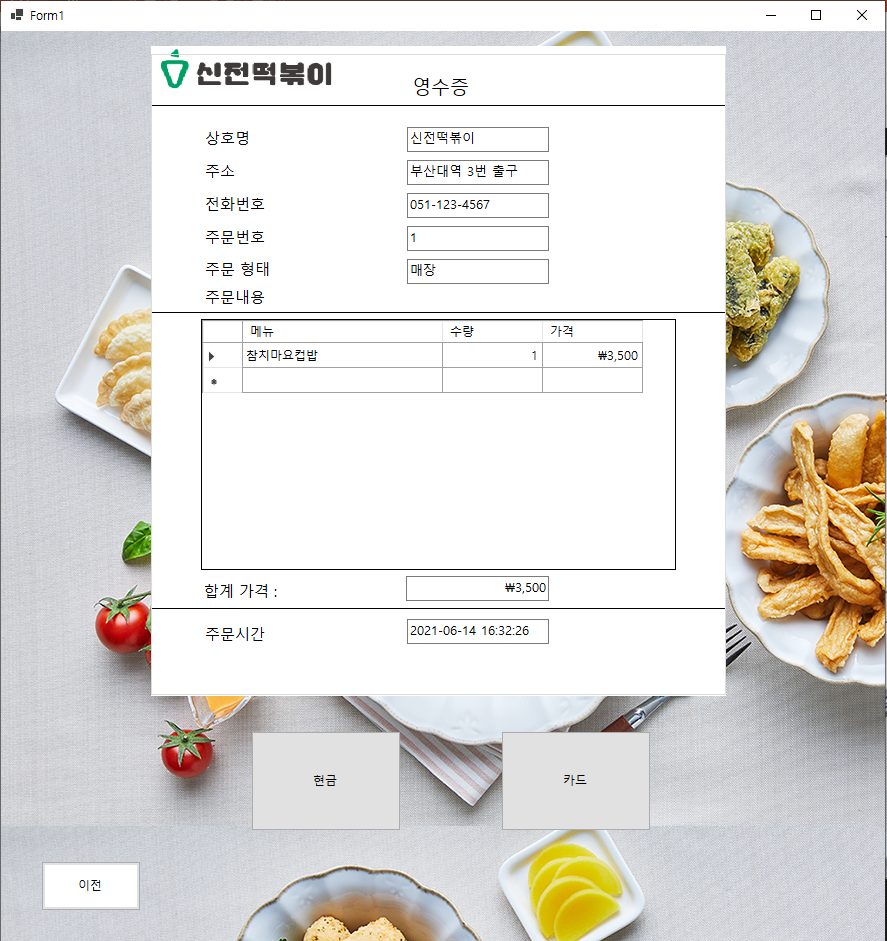 Form1
신전떡볶이
영수증
상호명 신전떡볶이
주소 부산대역 3번 출구
전화번호 051-123-4567
주문번호 1
주문 형태 매장
주문내용
메뉴 수량 가격
참치마요컵밥 1 ₩3,500
합계 가격 : ₩3,500
주문시간 2021-06-14 16:32:26
현금 카드
이전